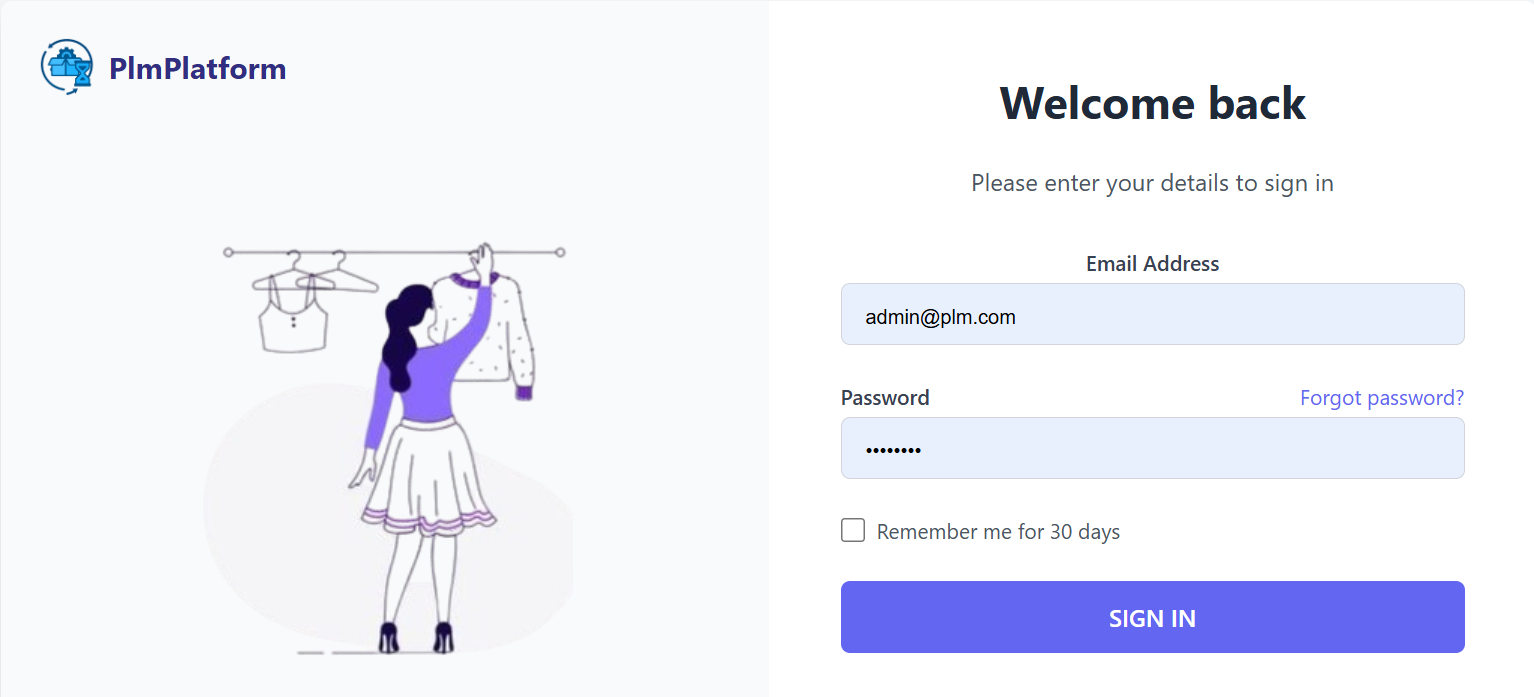 PlmPlatform
Welcome back
Please enter your details to sign in
Email Address
admin@plm.com
Password
Forgot password?
••••••••
Remember me for 30 days
SIGN IN